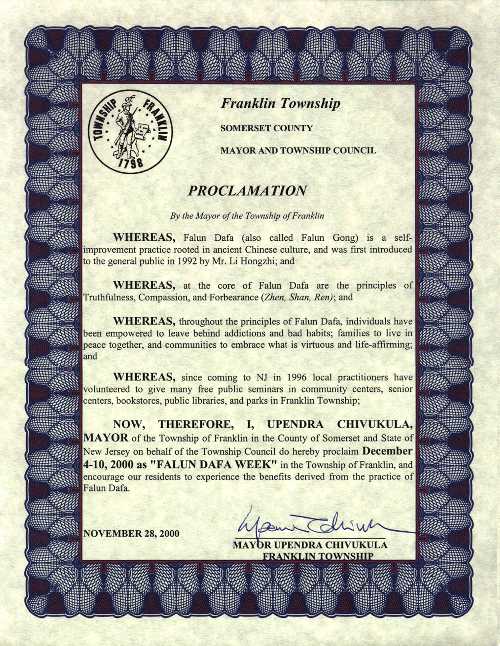 TOWNSHIP FRANKLIN
1798
Franklin Township
SOMERSET COUNTY
MAYOR AND TOWNSHIP COUNCIL
PROCLAMATION
By the Mayor of the Township of Franklin
WHEREAS, Falun Dafa (also called Falun Gong) is a self-
improvement practice rooted in ancient Chinese culture, and was first introduced
to the general public in 1992 by Mr. Li Hongzhi; and
WHEREAS, at the core of Falun Dafa are the principles of
Truthfulness, Compassion, and Forbearance (Zhen, Shan, Ren); and
WHEREAS, throughout the principles of Falun Dafa, individuals have
been empowered to leave behind addictions and bad habits; families to live in
peace together, and communities to embrace what is virtuous and life-affirming;
and
WHEREAS, since coming to NJ in 1996 local practitioners have
volunteered to give many free public seminars in community centers, senior
centers, bookstores, public libraries, and parks in Franklin Township;
NOW, THEREFORE, I, UPENDRA CHIVUKULA,
MAYOR of the Township of Franklin in the County of Somerset and State of
New Jersey on behalf of the Township Council do hereby proclaim December
4-10, 2000 as "FALUN DAFA WEEK" in the Township of Franklin, and
encourage our residents to experience the benefits derived from the practice of
Falun Dafa.
NOVEMBER 28, 2000
MAYOR UPENDRA CHIVUKULA
FRANKLIN TOWNSHIP